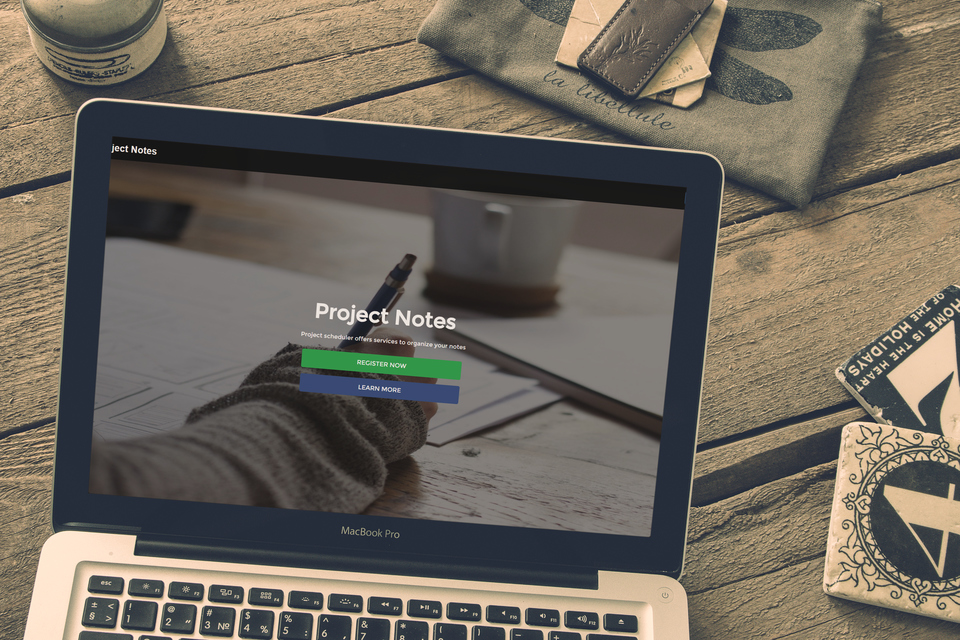 la libellule
ject Notes
HOME IS THE HEART
OF THE HOLIDAYS
Project Notes
Project scheduler offers services to organize your notes
REGISTER NOW
LEARN MORE
MacBook Pro
esc